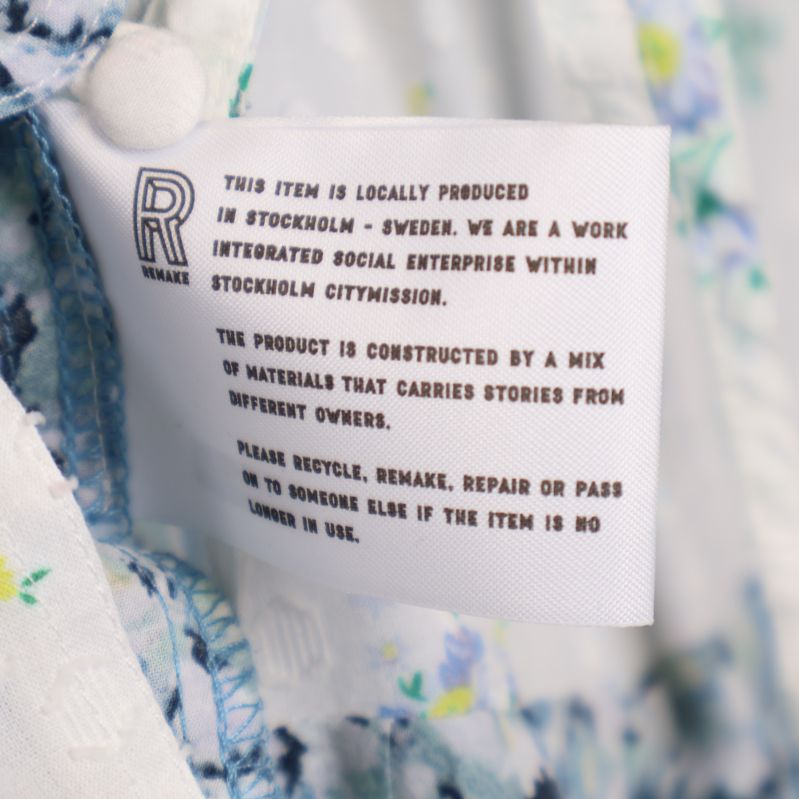 R
REMAKE
THIS ITEM IS LOCALLY PRODUCED
IN STOCKHOLM - SWEDEN. WE ARE A WORK
INTEGRATED SOCIAL ENTERPRISE WITHIN
STOCKHOLM CITYMISSION.
THE PRODUCT IS CONSTRUCTED BY A MIX
OF MATERIALS THAT CARRIES STORIES FROM
DIFFERENT OWNERS.
PLEASE RECYCLE, REMAKE, REPAIR OR PASS
ON TO SOMEONE ELSE IF THE ITEM IS NO
LONGER IN USE.